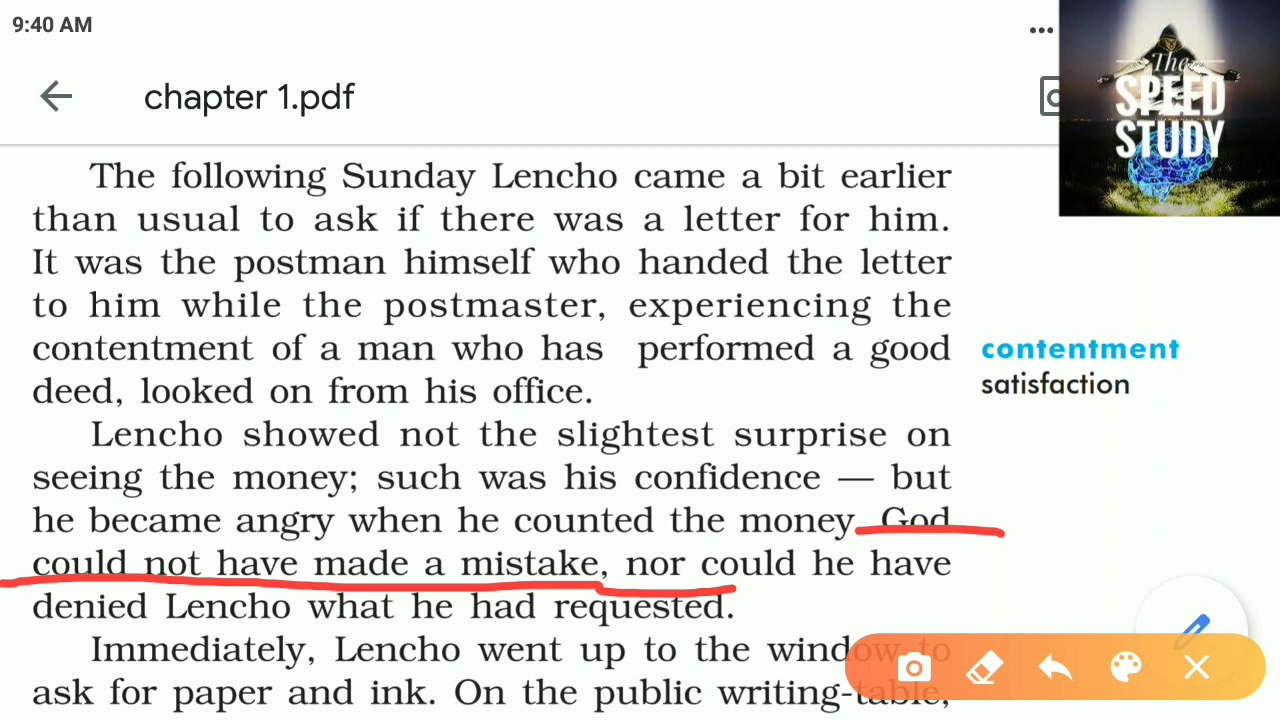 9:40 AM
chapter 1.pdf
The
SPEED
STUDY
The following Sunday Lencho came a bit earlier
than usual to ask if there was a letter for him.
It was the postman himself who handed the letter
to him while the postmaster, experiencing the
contentment of a man who has performed a good
deed, looked on from his office.
contentment
satisfaction
Lencho showed not the slightest surprise on
seeing the money; such was his confidence — but
he became angry when he counted the money. God
could not have made a mistake, nor could he have
denied Lencho what he had requested.
Immediately, Lencho went up to the window to
ask for paper and ink. On the public writing-table,